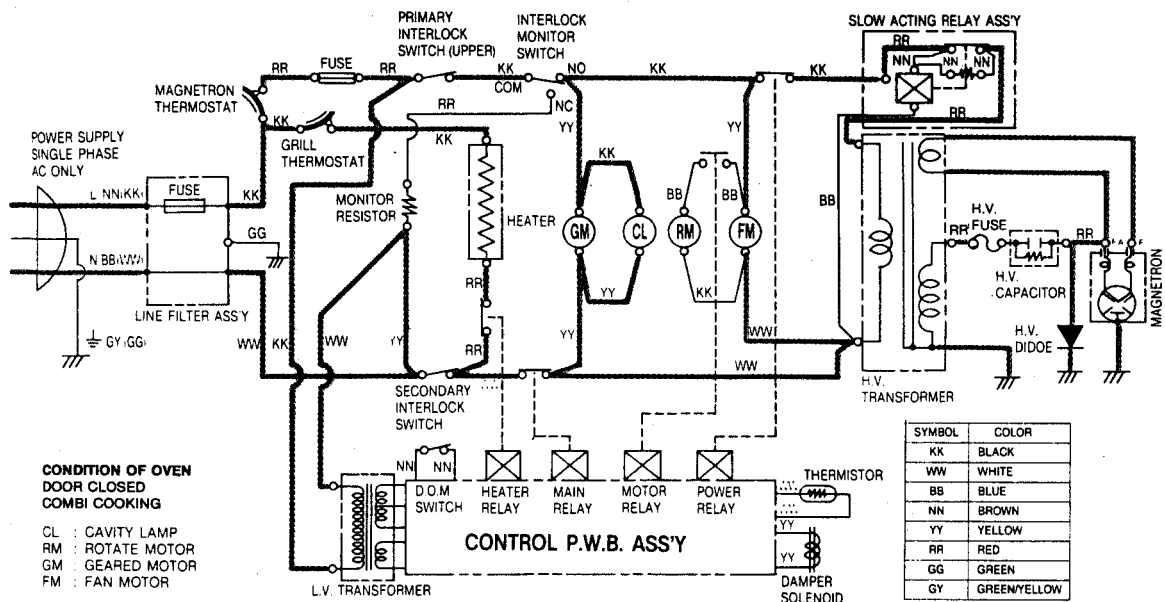 SLOW ACTING RELAY ASS'Y
PRIMARY
INTERLOCK
SWITCH (UPPER)
INTERLOCK
MONITOR
SWITCH
RR
FUSE
RR
KK
COM
NO
NC
KK
KK
RR
NN
NN
NN
RR
MAGNETRON
THERMOSTAT
KK
GRILL
THERMOSTAT
KK
RR
YY
YY
POWER SUPPLY
SINGLE PHASE
AC ONLY
L NN(KK)
FUSE
KK
GG
N BB(WW)
LINE FILTER ASS'Y
GY (GG)
MONITOR
RESISTOR
HEATER
KK
GM
CL
YY
BB
BB
RM
FM
KK
BB
H.V.
FUSE
RR
RR
H.V.
CAPACITOR
H.V.
DIDOE
MAGNETRON
WW
KK
WW
YY
RR
RR
YY
WW
WW
SECONDARY
INTERLOCK
SWITCH
H.V.
TRANSFORMER
NN
NN
D.O.M
SWITCH
HEATER
RELAY
MAIN
RELAY
MOTOR
RELAY
POWER
RELAY
CONTROL P.W.B. ASS'Y
THERMISTOR
YY
YY
DAMPER
SOLENOID
L.V. TRANSFORMER
CONDITION OF OVEN
DOOR CLOSED
COMBI COOKING
CL : CAVITY LAMP
RM : ROTATE MOTOR
GM : GEARED MOTOR
FM : FAN MOTOR
SYMBOL COLOR
KK BLACK
WW WHITE
BB BLUE
NN BROWN
YY YELLOW
RR RED
GG GREEN
GY GREEN/YELLOW